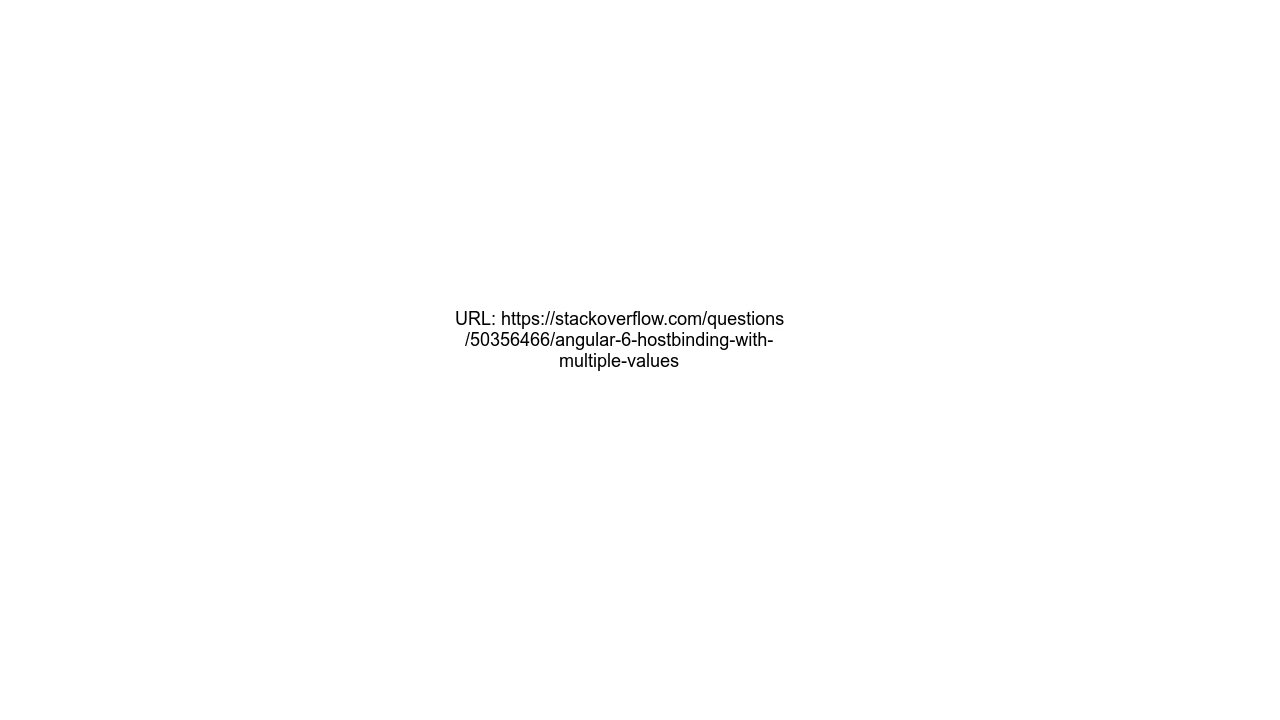 URL: https://stackoverflow.com/questions
/50356466/angular-6-hostbinding-with-
multiple-values